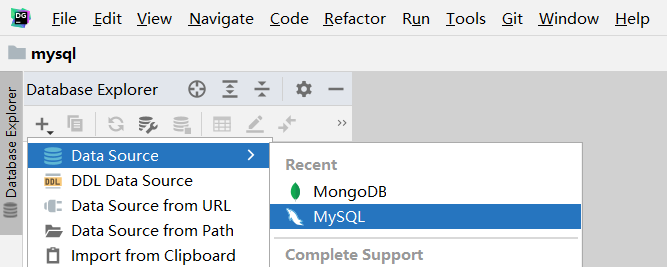 DG
File Edit View Navigate Code Refactor Run Tools Git Window Help
mysql
Database Explorer
Database Explorer
Data Source
DDL Data Source
Data Source from URL
Data Source from Path
Import from Clipboard
Recent
MongoDB
MySQL
Complete Support